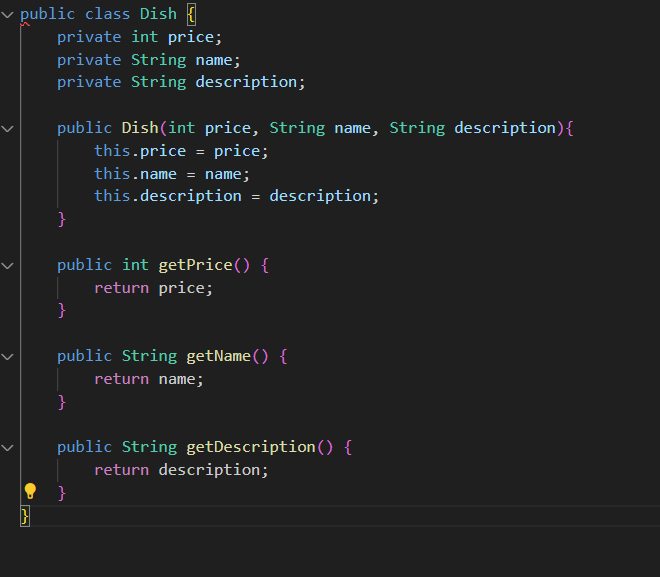 public class Dish {
    private int price;
    private String name;
    private String description;

    public Dish(int price, String name, String description){
        this.price = price;
        this.name = name;
        this.description = description;
    }

    public int getPrice() {
        return price;
    }

    public String getName() {
        return name;
    }

    public String getDescription() {
        return description;
    }
}